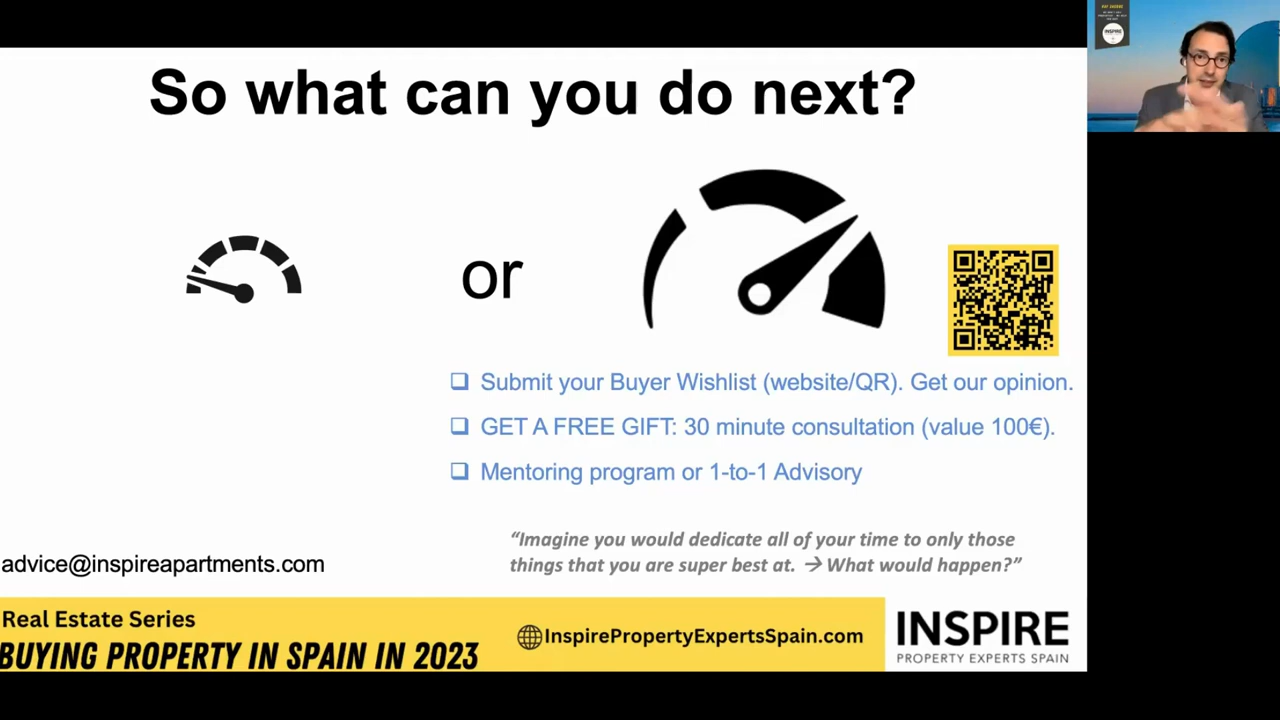 So what can you do next?
or
❑ Submit your Buyer Wishlist (website/QR). Get our opinion.
❑ GET A FREE GIFT: 30 minute consultation (value 100€).
❑ Mentoring program or 1-to-1 Advisory
“Imagine you would dedicate all of your time to only those
things that you are super best at. → What would happen?”
advice@inspireapartments.com
Real Estate Series
BUYING PROPERTY IN SPAIN IN 2023
InspirePropertyExpertsSpain.com
INSPIRE
PROPERTY EXPERTS SPAIN
INSPIRE